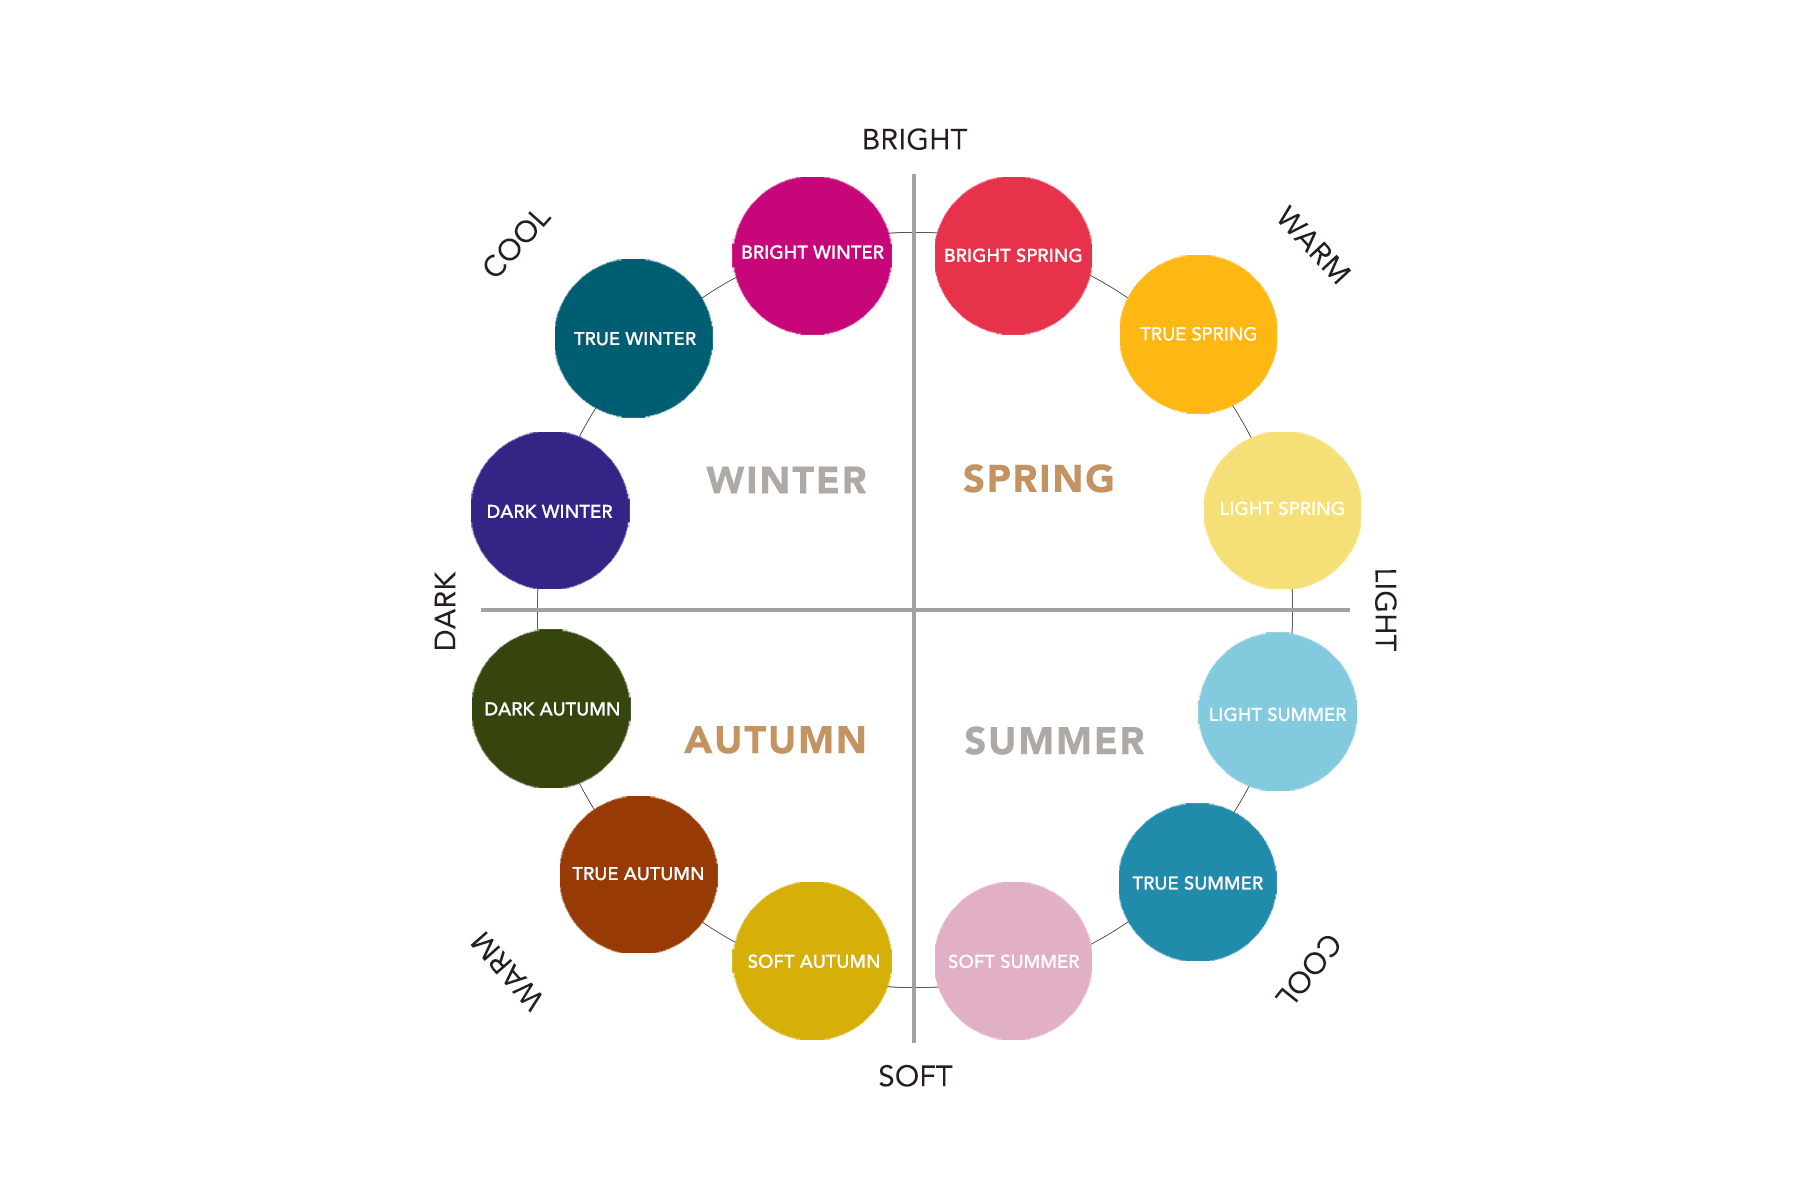 BRIGHT
COOL
WARM
BRIGHT WINTER
BRIGHT SPRING
TRUE WINTER
TRUE SPRING
WINTER
SPRING
DARK WINTER
LIGHT SPRING
DARK
LIGHT
DARK AUTUMN
LIGHT SUMMER
AUTUMN
SUMMER
TRUE AUTUMN
TRUE SUMMER
SOFT AUTUMN
SOFT SUMMER
WARM
COOL
SOFT